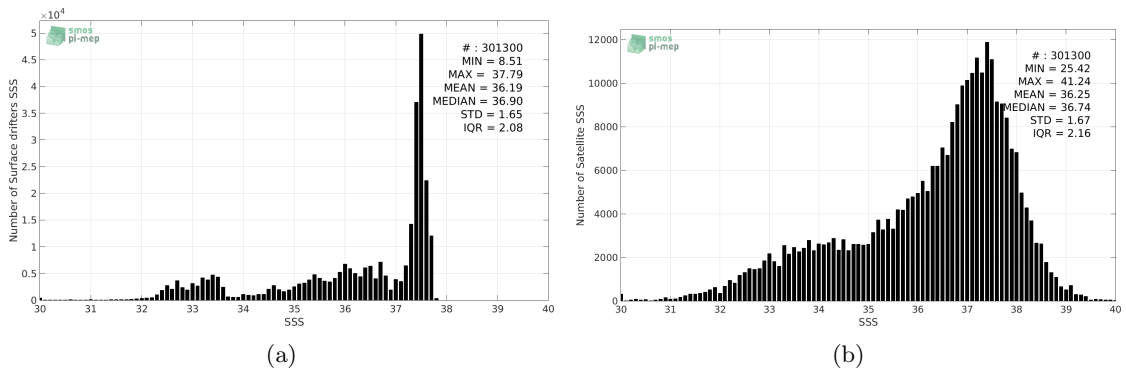 ×10⁴
smos
pi-mep
# : 301300
MIN = 8.51
MAX = 37.79
MEAN = 36.19
MEDIAN = 36.90
STD = 1.65
IQR = 2.08
5
4.5
4
3.5
3
2.5
2
1.5
1
0.5
0
Number of Surface drifters SSS
30 31 32 33 34 35 36 37 38 39 40
SSS
(a)
smos
pi-mep
# : 301300
MIN = 25.42
MAX = 41.24
MEAN = 36.25
MEDIAN = 36.74
STD = 1.67
IQR = 2.16
12000
10000
8000
6000
4000
2000
0
Number of Satellite SSS
30 31 32 33 34 35 36 37 38 39 40
SSS
(b)